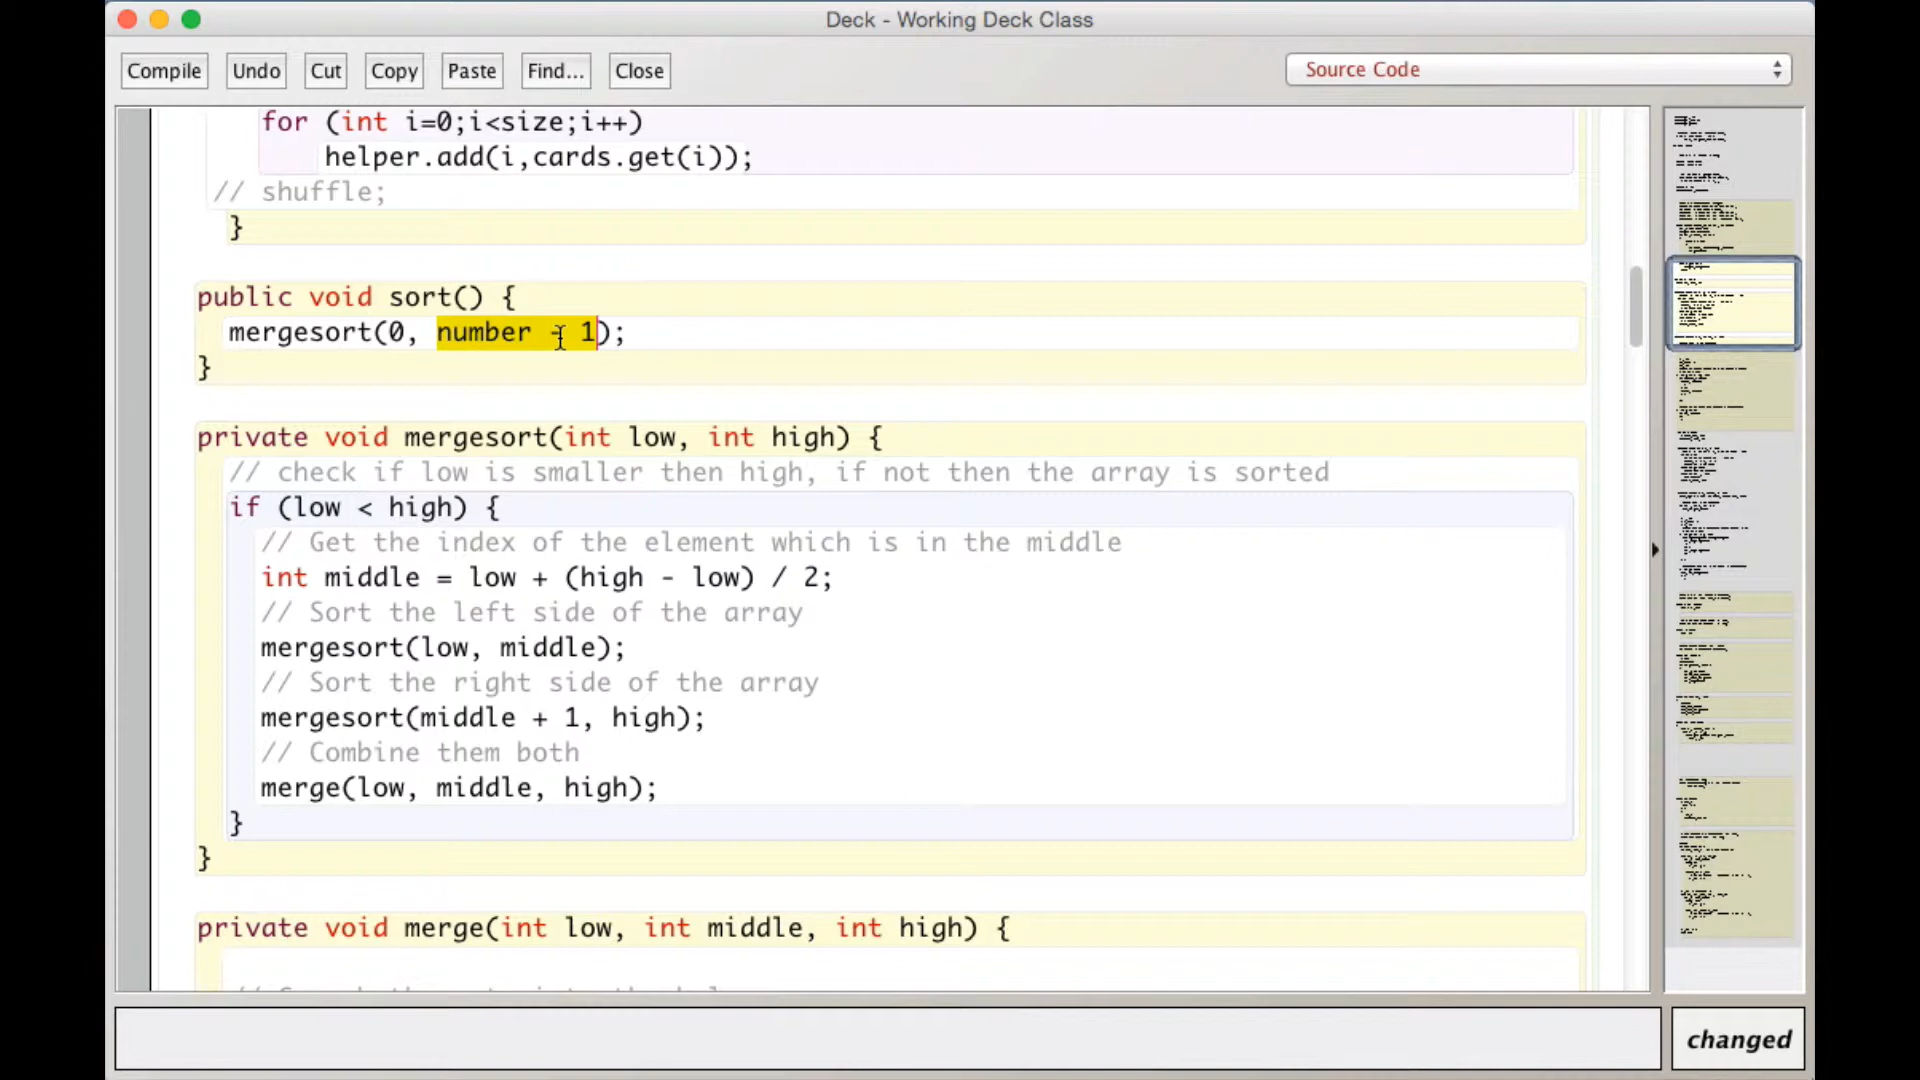 Deck - Working Deck Class
Compile Undo Cut Copy Paste Find... Close Source Code
for (int i=0;i<size;i++)
helper.add(i,cards.get(i));
// shuffle;
}
public void sort() {
mergesort(0, number - 1);
}
private void mergesort(int low, int high) {
// check if low is smaller then high, if not then the array is sorted
if (low < high) {
// Get the index of the element which is in the middle
int middle = low + (high - low) / 2;
// Sort the left side of the array
mergesort(low, middle);
// Sort the right side of the array
mergesort(middle + 1, high);
// Combine them both
merge(low, middle, high);
}
}
private void merge(int low, int middle, int high) {
changed